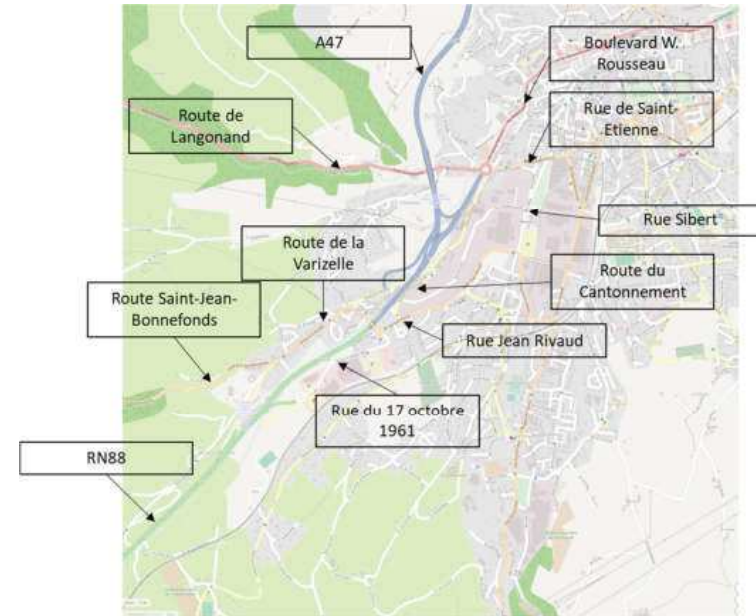 A47
Boulevard W.
Rousseau
Route de
Langonand
Rue de Saint-
Etienne
Rue Sibert
Route de la
Varizelle
Route du
Cantonnement
Route Saint-Jean-
Bonnefonds
Rue Jean Rivaud
Rue du 17 octobre
1961
RN88